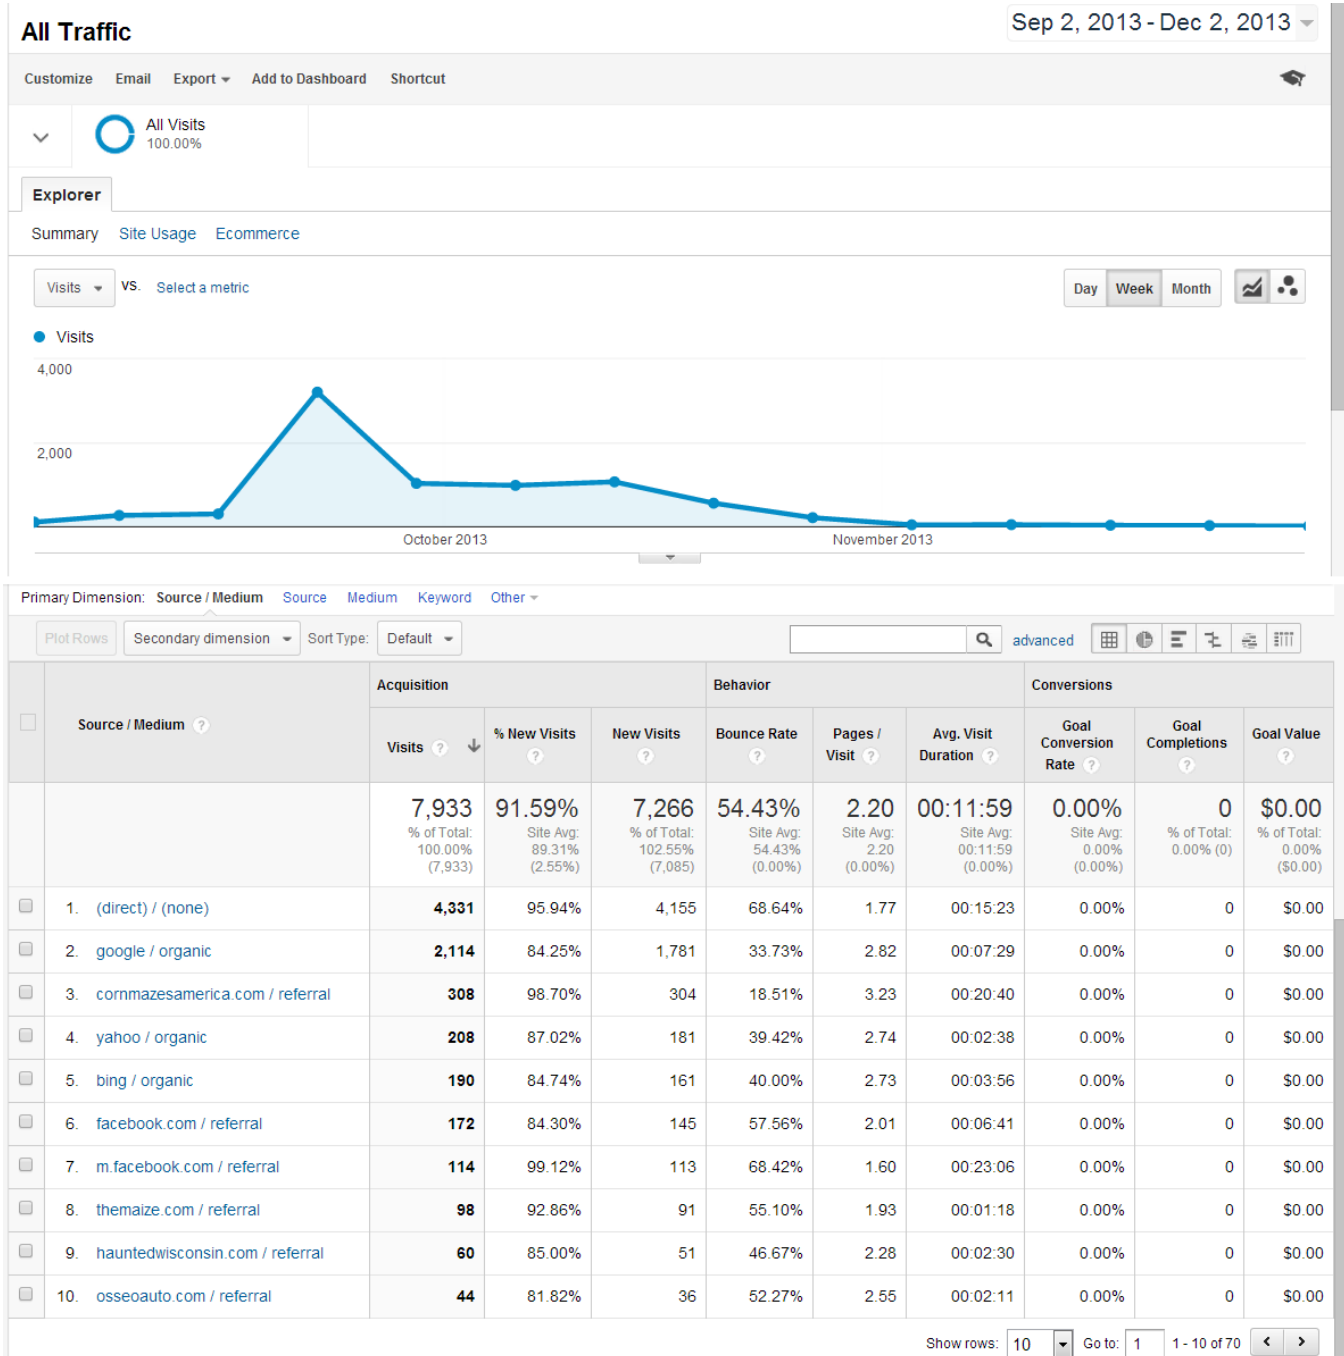 All Traffic
Sep 2, 2013 - Dec 2, 2013
Customize Email Export Add to Dashboard Shortcut
All Visits
100.00%
Explorer
Summary Site Usage Ecommerce
Visits VS. Select a metric Day Week Month
Visits
4,000
2,000
October 2013 November 2013
Primary Dimension: Source / Medium Source Medium Keyword Other
Plot Rows Secondary dimension Sort Type: Default advanced
Acquisition Behavior Conversions
Source / Medium ? Visits ? % New Visits ? New Visits ? Bounce Rate ? Pages / Visit ? Avg. Visit Duration ? Goal Conversion Rate ? Goal Completions ? Goal Value ?
7,933 91.59% 7,266 54.43% 2.20 00:11:59 0.00% 0 $0.00
% of Total: Site Avg: % of Total: Site Avg: Site Avg: Site Avg: Site Avg: % of Total: % of Total:
100.00% 89.31% 102.55% 54.43% 2.20 00:11:59 0.00% 0.00% (0) 0.00%
(7,933) (2.55%) (7,085) (0.00%) (0.00%) (0.00%) (0.00%) ($0.00)
1. (direct) / (none) 4,331 95.94% 4,155 68.64% 1.77 00:15:23 0.00% 0 $0.00
2. google / organic 2,114 84.25% 1,781 33.73% 2.82 00:07:29 0.00% 0 $0.00
3. cornmazesamerica.com / referral 308 98.70% 304 18.51% 3.23 00:20:40 0.00% 0 $0.00
4. yahoo / organic 208 87.02% 181 39.42% 2.74 00:02:38 0.00% 0 $0.00
5. bing / organic 190 84.74% 161 40.00% 2.73 00:03:56 0.00% 0 $0.00
6. facebook.com / referral 172 84.30% 145 57.56% 2.01 00:06:41 0.00% 0 $0.00
7. m.facebook.com / referral 114 99.12% 113 68.42% 1.60 00:23:06 0.00% 0 $0.00
8. themaize.com / referral 98 92.86% 91 55.10% 1.93 00:01:18 0.00% 0 $0.00
9. hauntedwisconsin.com / referral 60 85.00% 51 46.67% 2.28 00:02:30 0.00% 0 $0.00
10. osseoauto.com / referral 44 81.82% 36 52.27% 2.55 00:02:11 0.00% 0 $0.00
Show rows: 10 Go to: 1 1 - 10 of 70